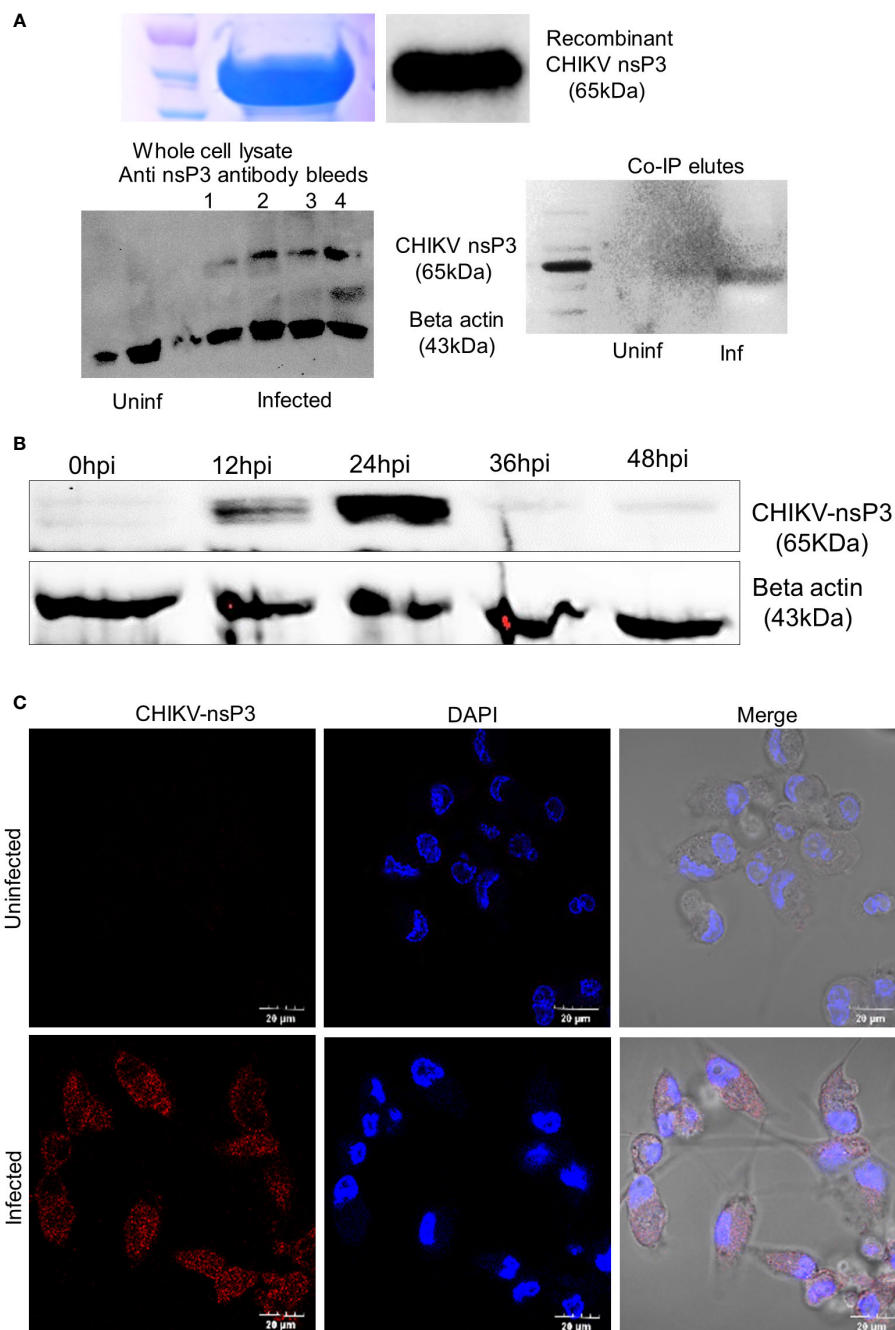 A
Recombinant
CHIKV nsP3
(65kDa)
Whole cell lysate
Anti nsP3 antibody bleeds
1 2 3 4
Co-IP elutes
CHIKV nsP3
(65kDa)
Beta actin
(43kDa)
Uninf Infected
Uninf Inf
B
0hpi 12hpi 24hpi 36hpi 48hpi
CHIKV-nsP3
(65KDa)
Beta actin
(43kDa)
C
CHIKV-nsP3 DAPI Merge
Uninfected
20 µm 20 µm 20 µm
Infected
20 µm 20 µm 20 µm